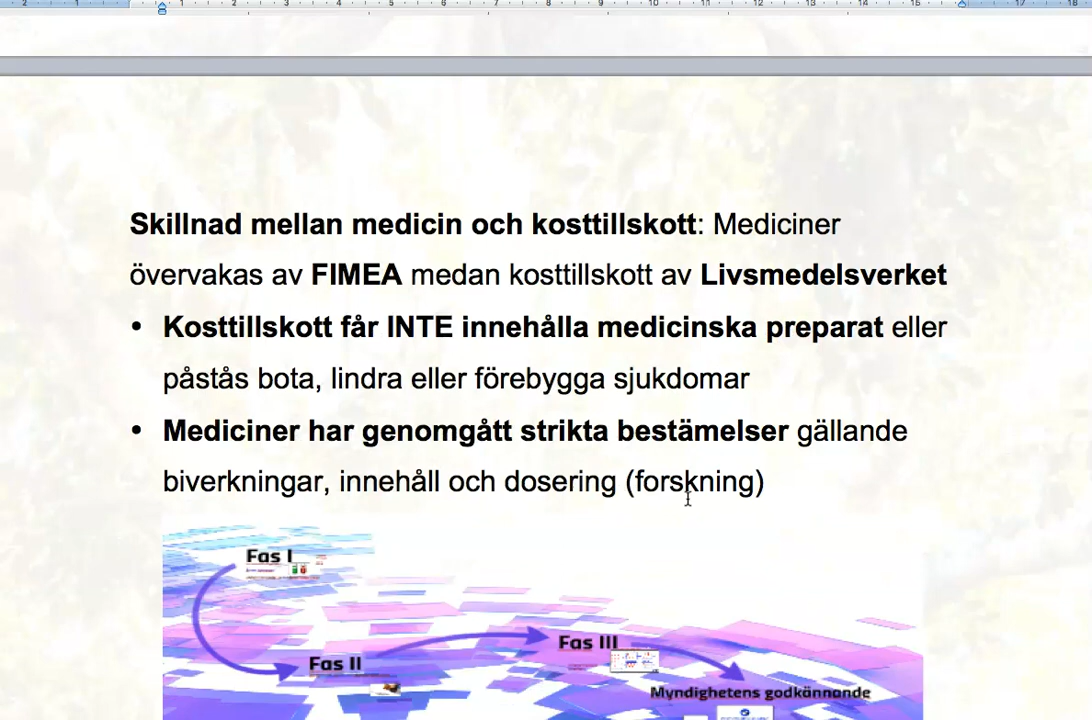 Skillnad mellan medicin och kosttillskott: Mediciner
övervakas av FIMEA medan kosttillskott av Livsmedelsverket
• Kosttillskott får INTE innehålla medicinska preparat eller
påstås bota, lindra eller förebygga sjukdomar
• Mediciner har genomgått strikta bestämelser gällande
biverkningar, innehåll och dosering (forskning)
Fas I
Fas III
Fas II
Myndighetens godkännande